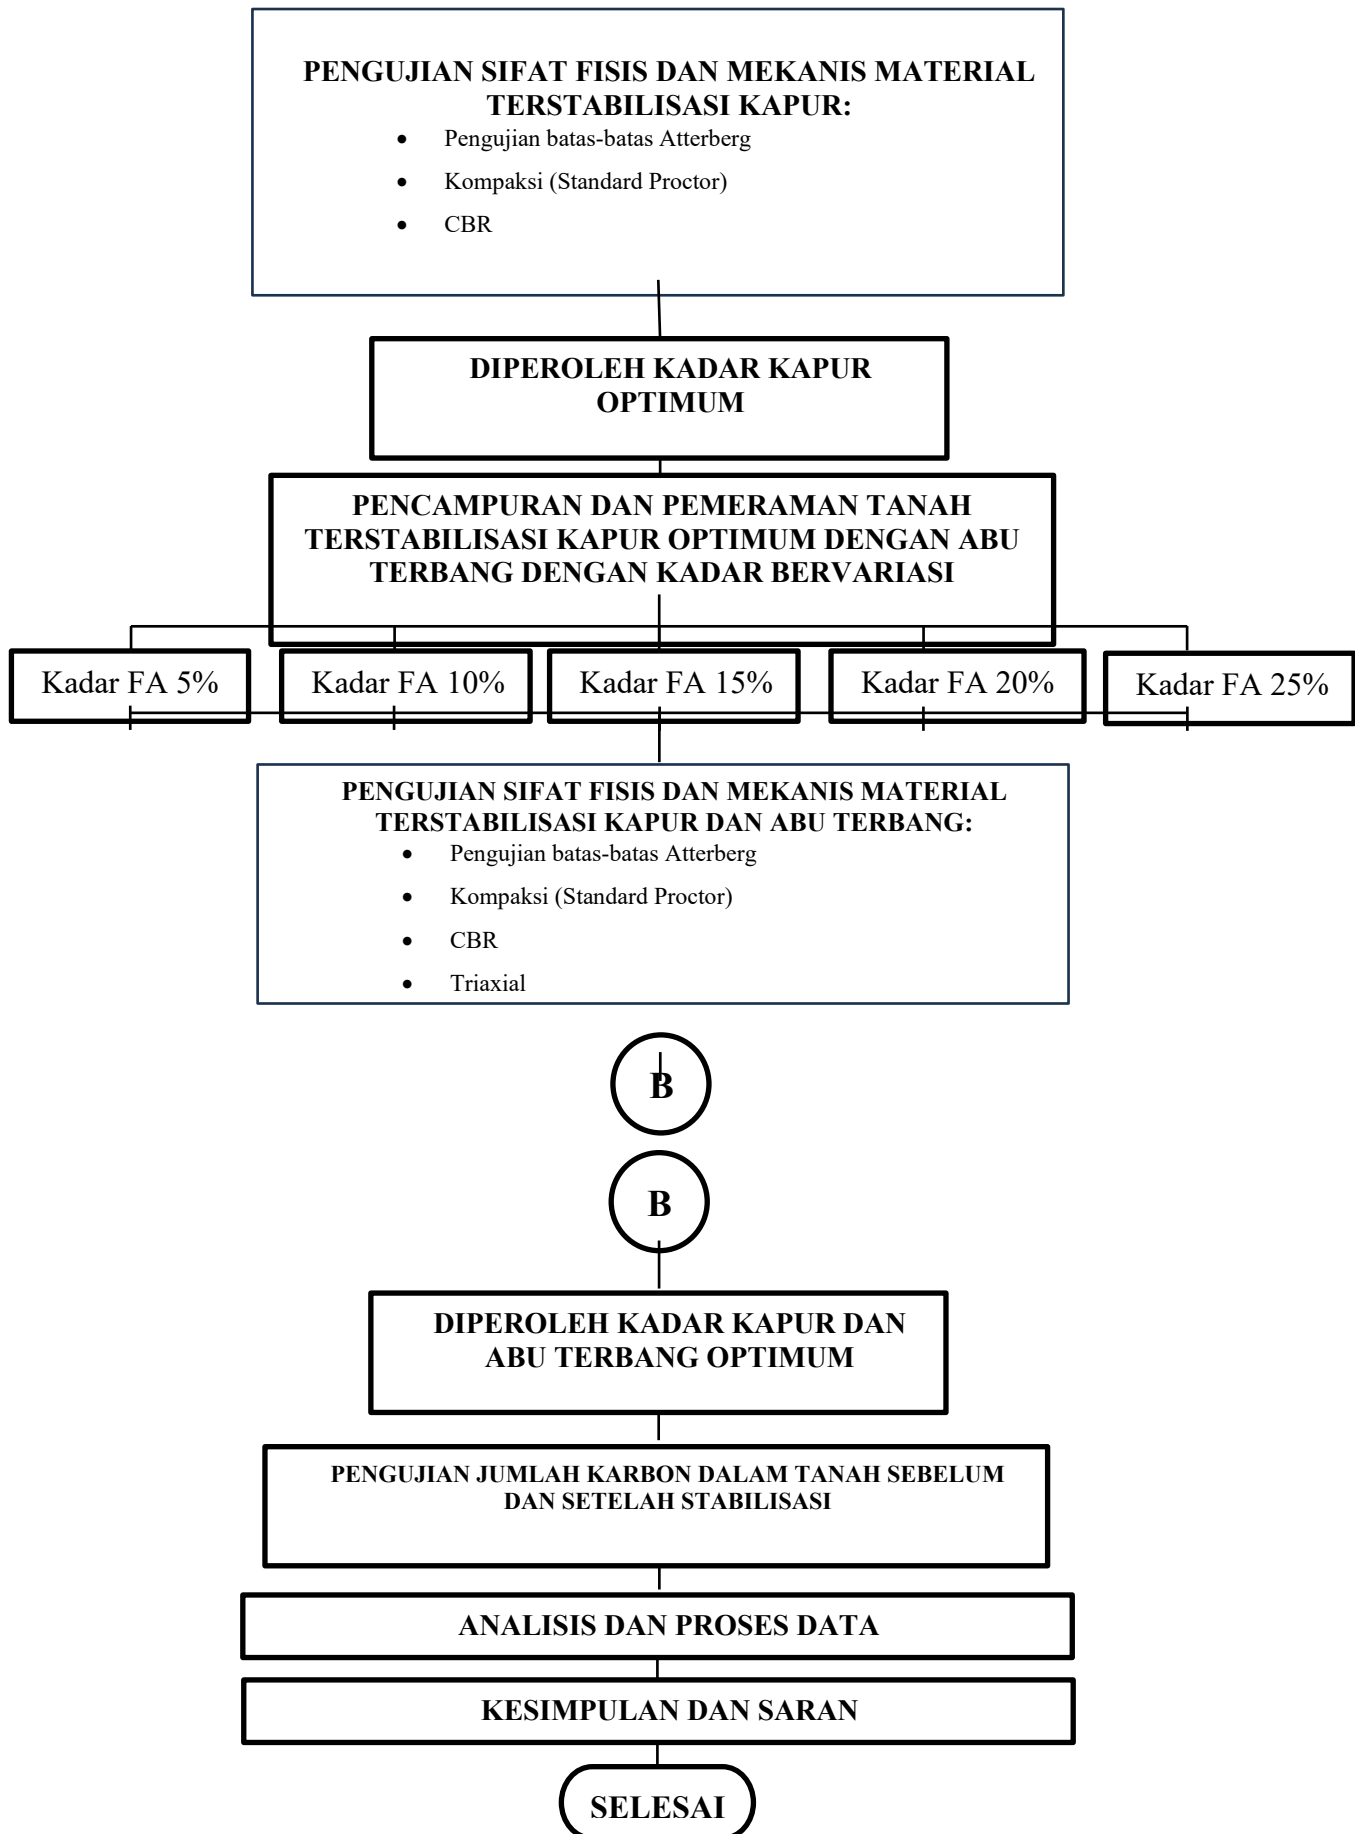 PENGUJIAN SIFAT FISIS DAN MEKANIS MATERIAL
TERSTABILISASI KAPUR:
• Pengujian batas-batas Atterberg
• Kompaksi (Standard Proctor)
• CBR
DIPEROLEH KADAR KAPUR
OPTIMUM
PENCAMPURAN DAN PEMERAMAN TANAH
TERSTABILISASI KAPUR OPTIMUM DENGAN ABU
TERBANG DENGAN KADAR BERVARIASI
Kadar FA 5%
Kadar FA 10%
Kadar FA 15%
Kadar FA 20%
Kadar FA 25%
PENGUJIAN SIFAT FISIS DAN MEKANIS MATERIAL
TERSTABILISASI KAPUR DAN ABU TERBANG:
• Pengujian batas-batas Atterberg
• Kompaksi (Standard Proctor)
• CBR
• Triaxial
B
B
DIPEROLEH KADAR KAPUR DAN
ABU TERBANG OPTIMUM
PENGUJIAN JUMLAH KARBON DALAM TANAH SEBELUM
DAN SETELAH STABILISASI
ANALISIS DAN PROSES DATA
KESIMPULAN DAN SARAN
SELESAI